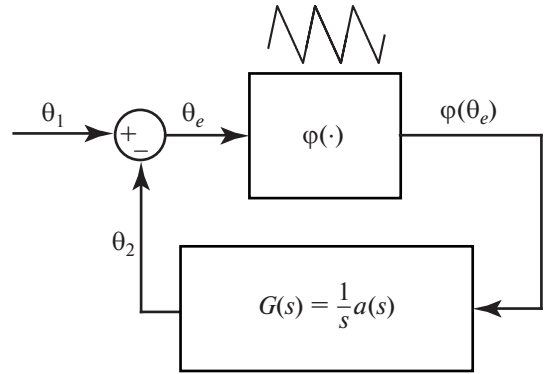 θ₁
+
−
θₑ
φ(·)
φ(θₑ)
θ₂
G(s) = 1/s a(s)